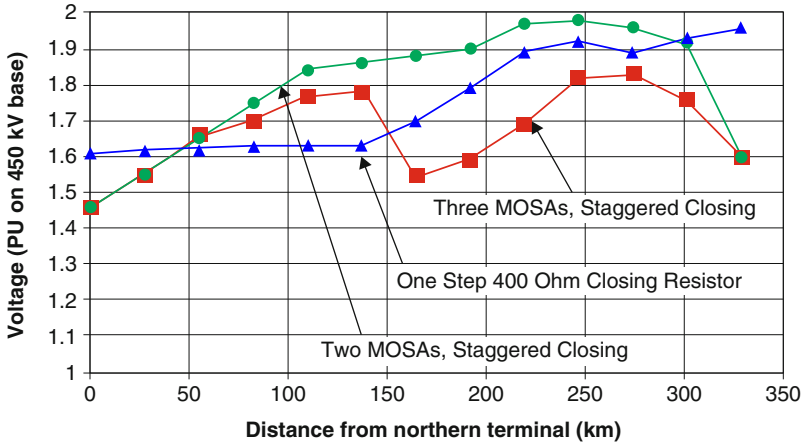 Voltage (PU on 450 kV base)
2
1.9
1.8
1.7
1.6
1.5
1.4
1.3
1.2
1.1
1
Three MOSAs, Staggered Closing
One Step 400 Ohm Closing Resistor
Two MOSAs, Staggered Closing
0 50 100 150 200 250 300 350
Distance from northern terminal (km)